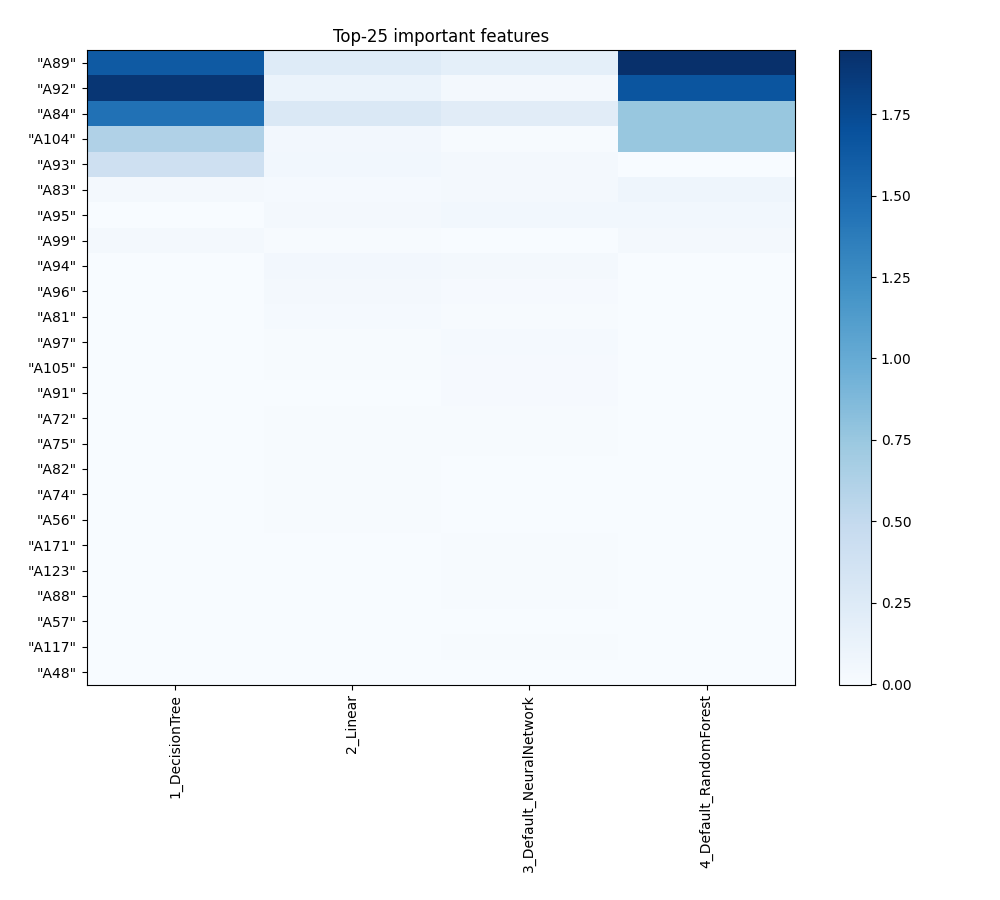 Top-25 important features
"A89"
"A92"
"A84"
"A104"
"A93"
"A83"
"A95"
"A99"
"A94"
"A96"
"A81"
"A97"
"A105"
"A91"
"A72"
"A75"
"A82"
"A74"
"A56"
"A171"
"A123"
"A88"
"A57"
"A117"
"A48"
1_DecisionTree
2_Linear
3_Default_NeuralNetwork
4_Default_RandomForest
1.75
1.50
1.25
1.00
0.75
0.50
0.25
0.00